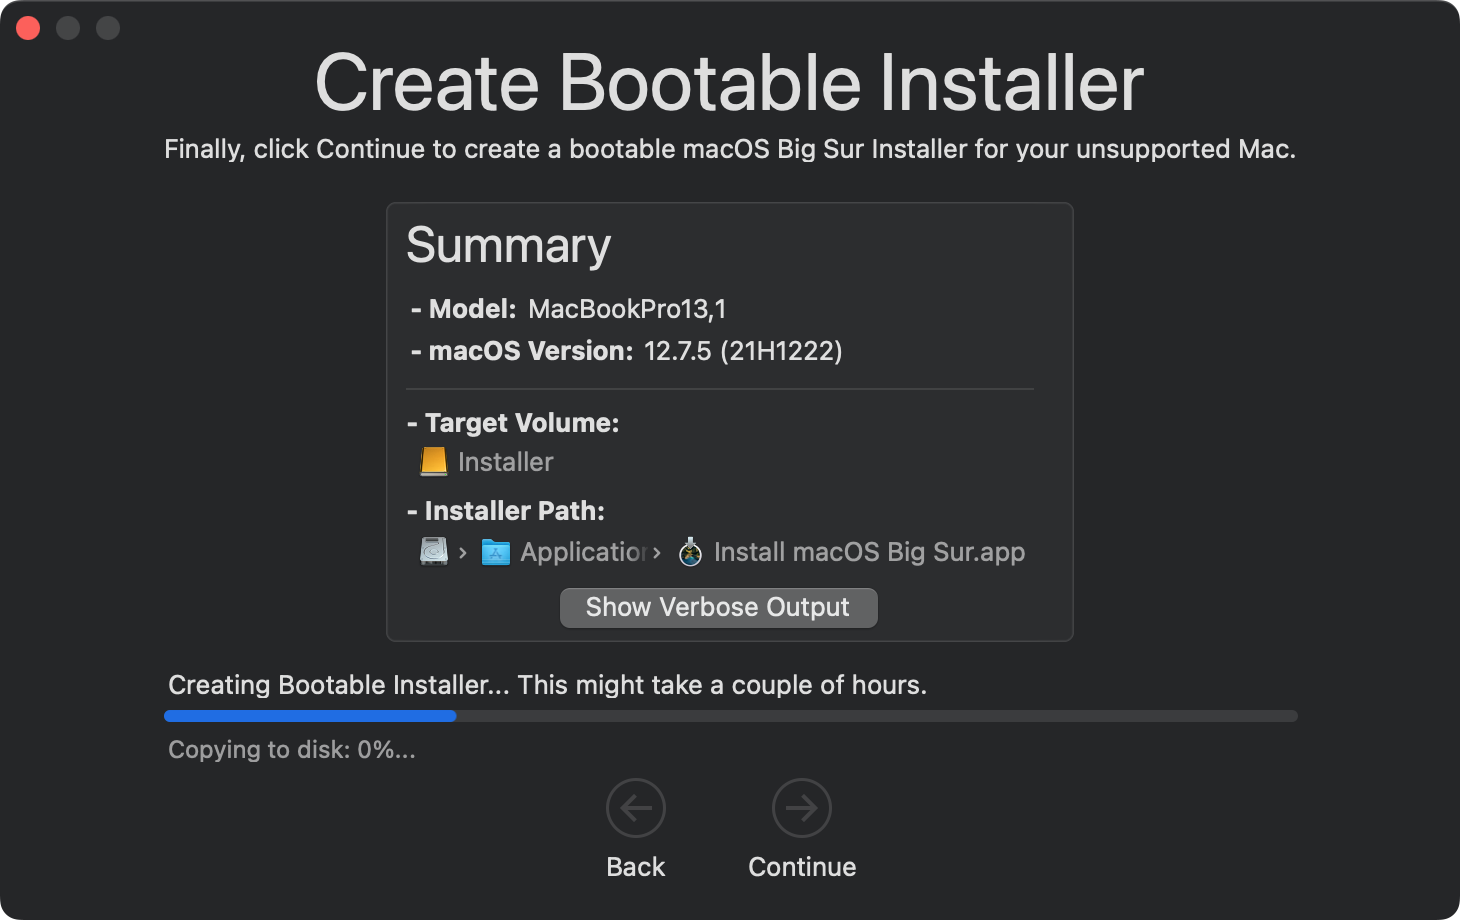 Create Bootable Installer
Finally, click Continue to create a bootable macOS Big Sur Installer for your unsupported Mac.
Summary
- Model: MacBookPro13,1
- macOS Version: 12.7.5 (21H1222)
- Target Volume:
Installer
- Installer Path:
› Application › Install macOS Big Sur.app
Show Verbose Output
Creating Bootable Installer... This might take a couple of hours.
Copying to disk: 0%...
Back Continue